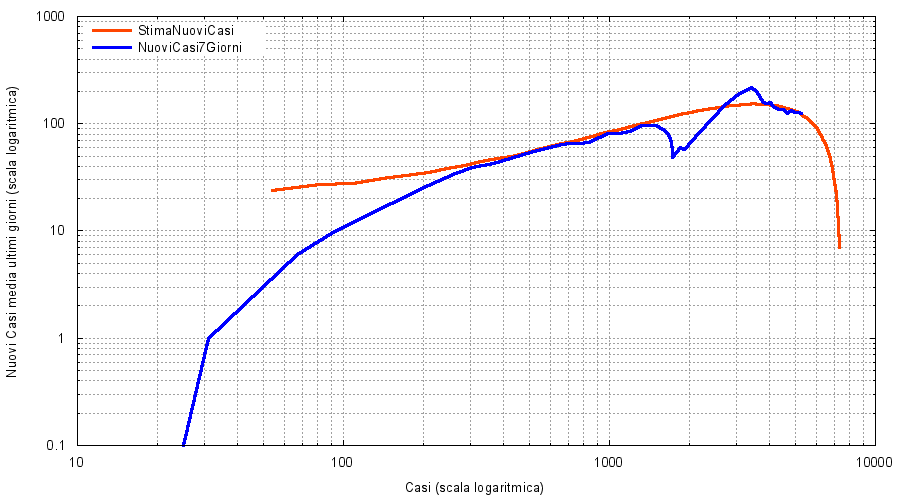 1000
100
10
1
0.1
Nuovi Casi media ultimi giorni (scala logaritmica)
StimaNuoviCasi
NuoviCasi7Giorni
10 100 1000 10000
Casi (scala logaritmica)